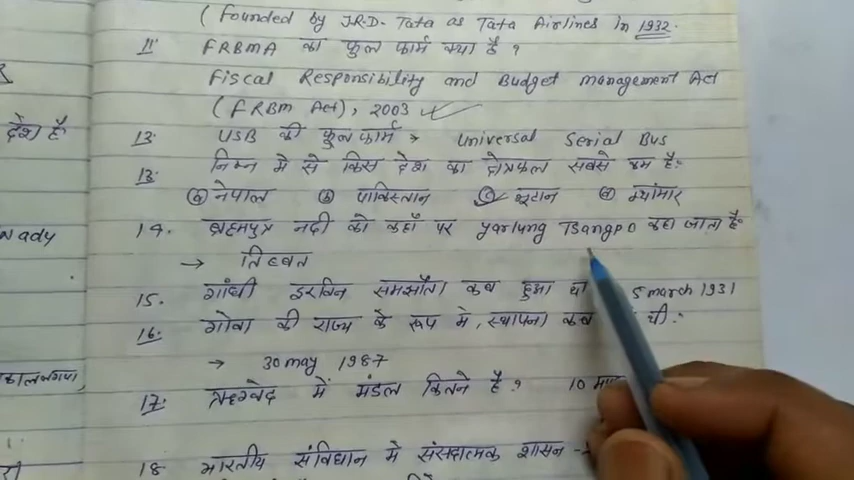 (founded by J.R.D. Tata as Tata Airlines in 1932.
11. FRBMA का फुल फार्म क्या है ?
Fiscal Responsibility and Budget management Act
(FRBM Act), 2003
देश है
12. USB की फुल फार्म → Universal Serial Bus
13. निम्न मे से किस देश का क्षेत्रफल सबसे कम है:
(a) नेपाल (b) पाकिस्तान (c) भूटान (d) म्यांमार
14. ब्रह्मपुत्र नदी को कहाँ पर Yarlung Tsangpo कहा जाता है:
→ तिब्बत
15. गांधी इरविन समझौता कब हुआ था 5 march 1931
16. गोवा की राज्य के रूप मे, स्थापना कब थी:
→ 30 may 1987
17. ऋग्वेद में मंडल कितने है ? 10
18 भारतीय संविधान मे संसदात्मक शासन